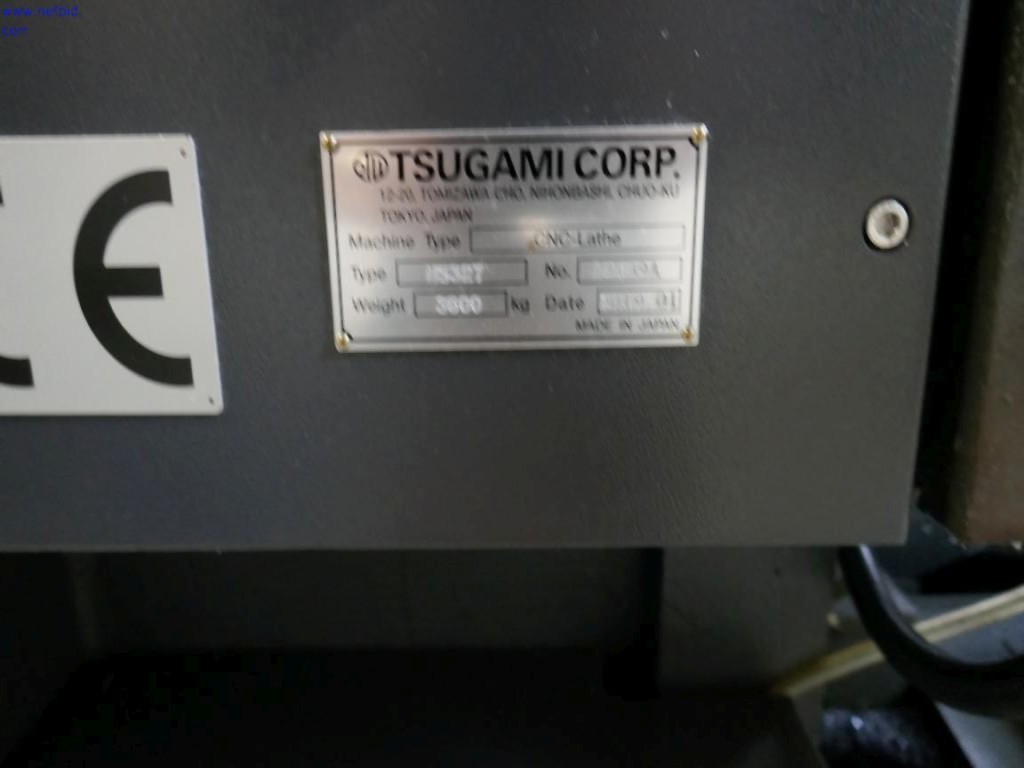 www.netbid.
com
CE
TSUGAMI CORP.
12-20, TOMIZAWA-CHO, NIHONBASHI, CHUO-KU
TOKYO, JAPAN
Machine Type CNC-Lathe
Type No.
Weight 3600 kg Date
MADE IN JAPAN